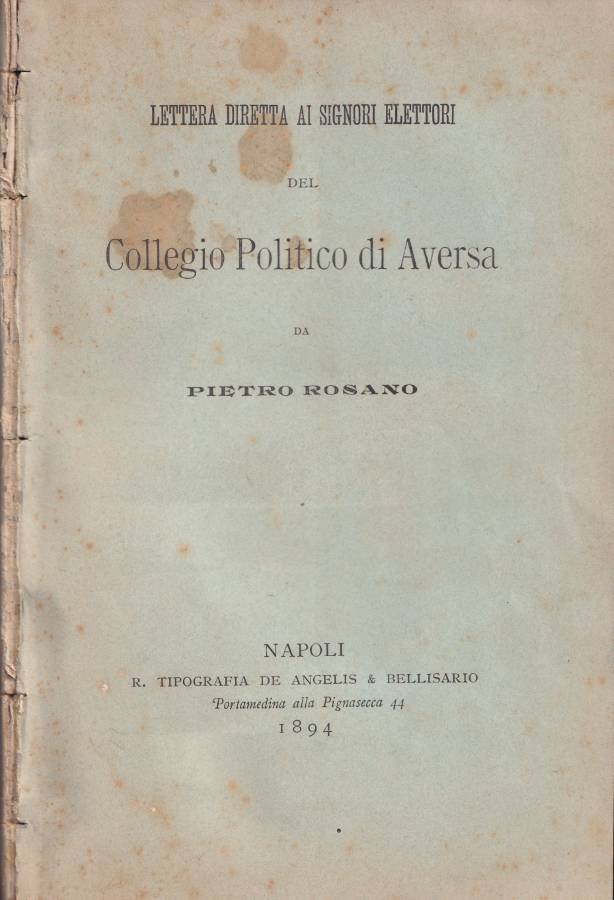 LETTERA DIRETTA AI SIGNORI ELETTORI
DEL
Collegio Politico di Aversa
DA
PIETRO ROSANO
NAPOLI
R. TIPOGRAFIA DE ANGELIS & BELLISARIO
Portamedina alla Pignasecca 44
1894